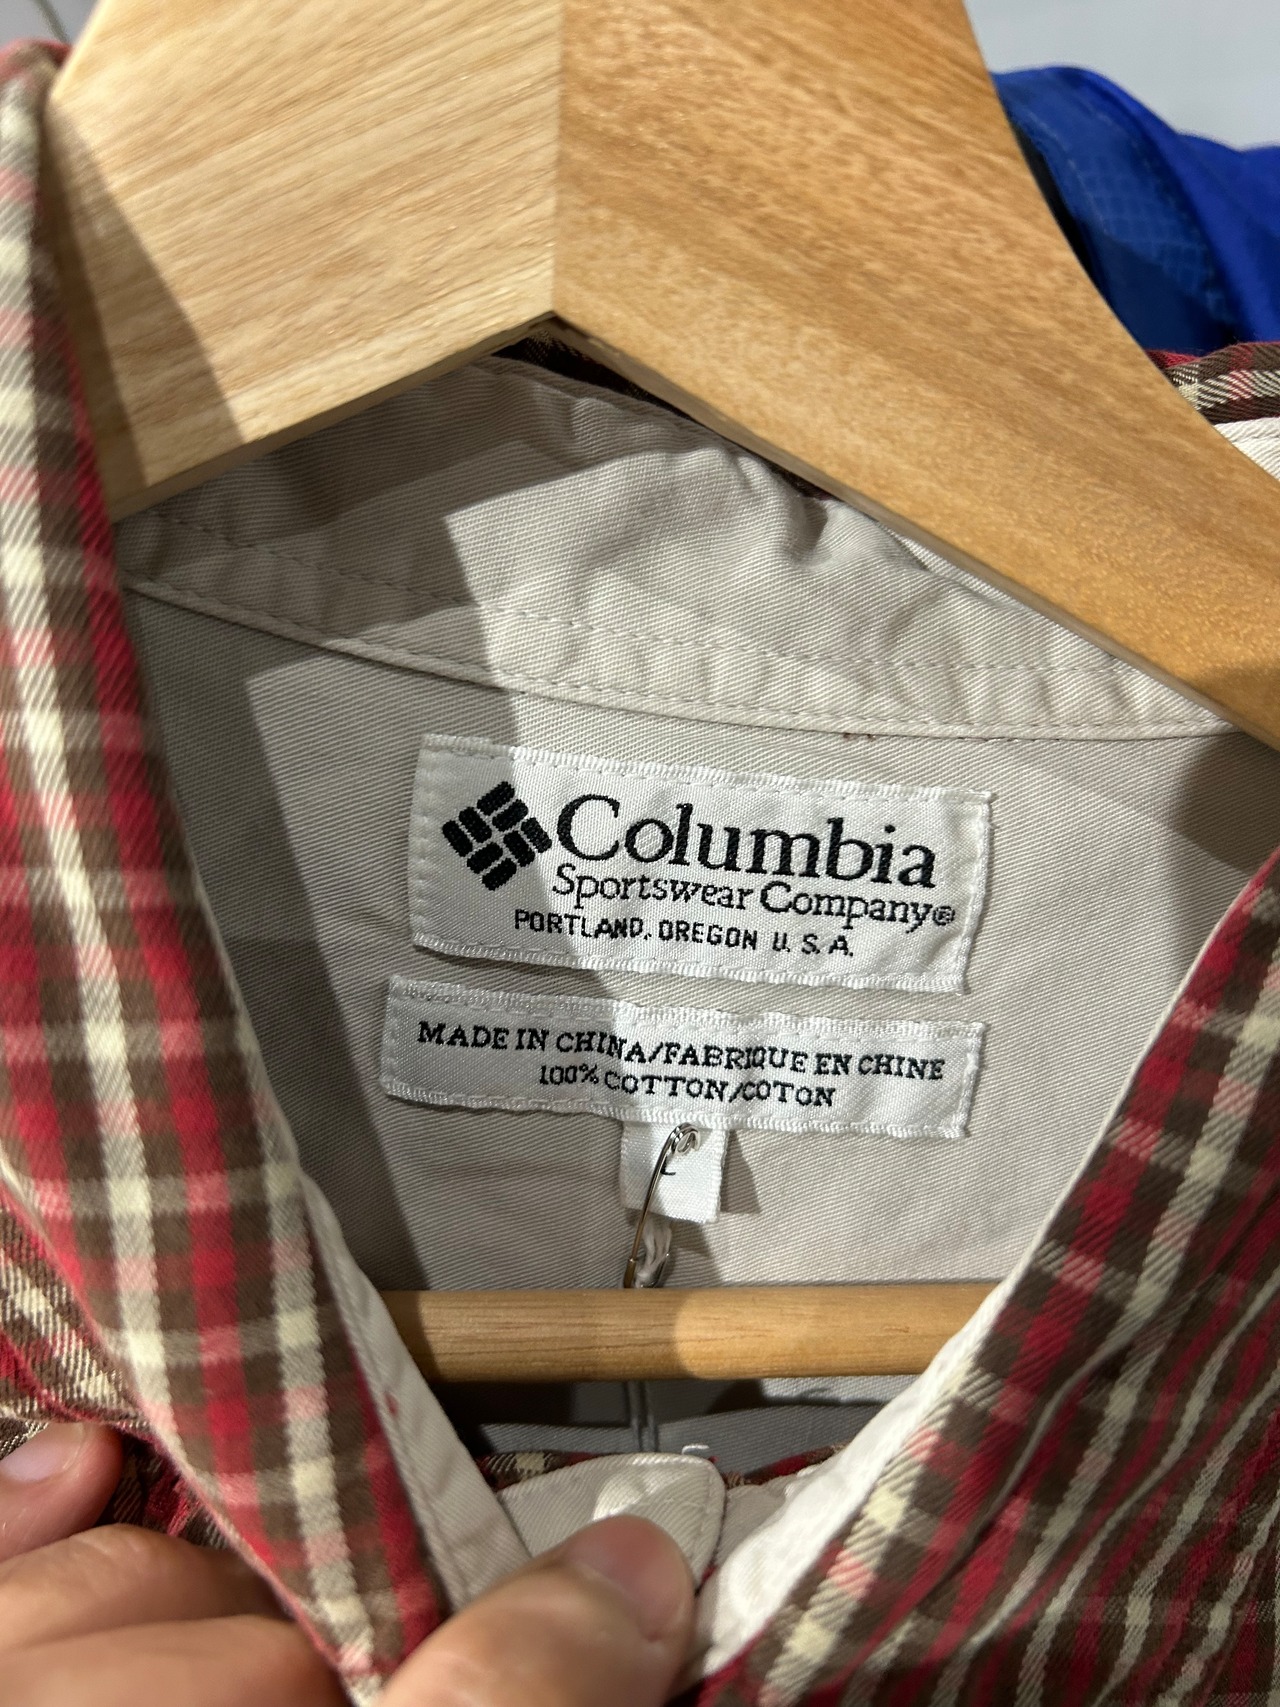 Columbia
Sportswear Company®
PORTLAND, OREGON U.S.A.
MADE IN CHINA/FABRIQUE EN CHINE
100% COTTON/COTON